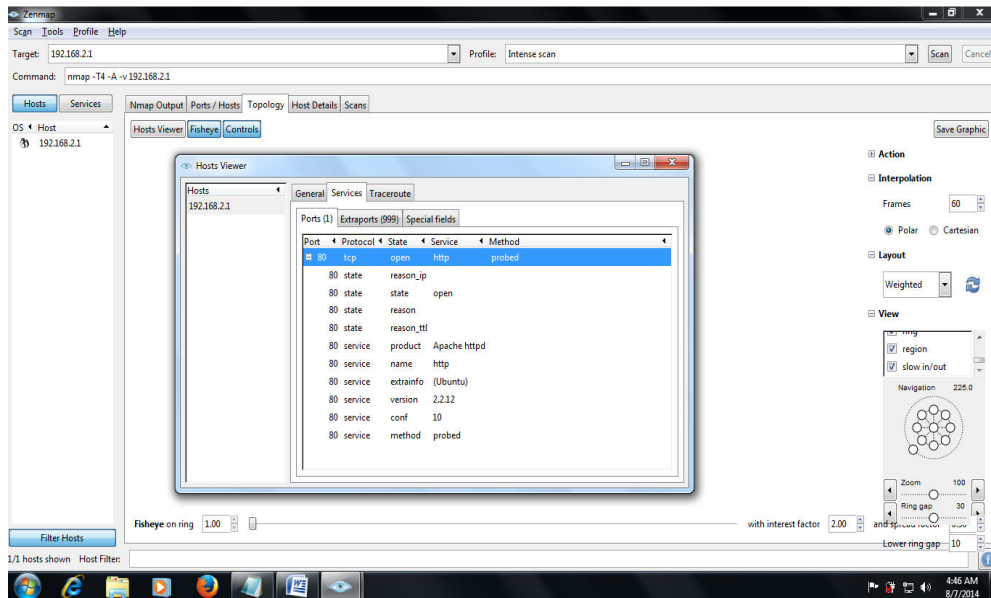 Zenmap
Scan Tools Profile Help
Target: 192.168.2.1 Profile: Intense scan Scan Cancel
Command: nmap -T4 -A -v 192.168.2.1
Hosts Services
Nmap Output Ports / Hosts Topology Host Details Scans
OS Host
192.168.2.1
Hosts Viewer Fisheye Controls Save Graphic
Hosts Viewer
Hosts
192.168.2.1
General Services Traceroute
Ports (1) Extraports (999) Special fields
Port Protocol State Service Method
80 tcp open http probed
80 state reason_ip
80 state state open
80 state reason
80 state reason_ttl
80 service product Apache httpd
80 service name http
80 service extrainfo (Ubuntu)
80 service version 2.2.12
80 service conf 10
80 service method probed
Action
Interpolation
Frames 60
Polar Cartesian
Layout
Weighted
View
ring
region
slow in/out
Navigation 225.0
Zoom 100
Ring gap 30
Lower ring gap 10
Fisheye on ring 1.00 with interest factor 2.00
Filter Hosts
1/1 hosts shown Host Filter:
4:46 AM
8/7/2014